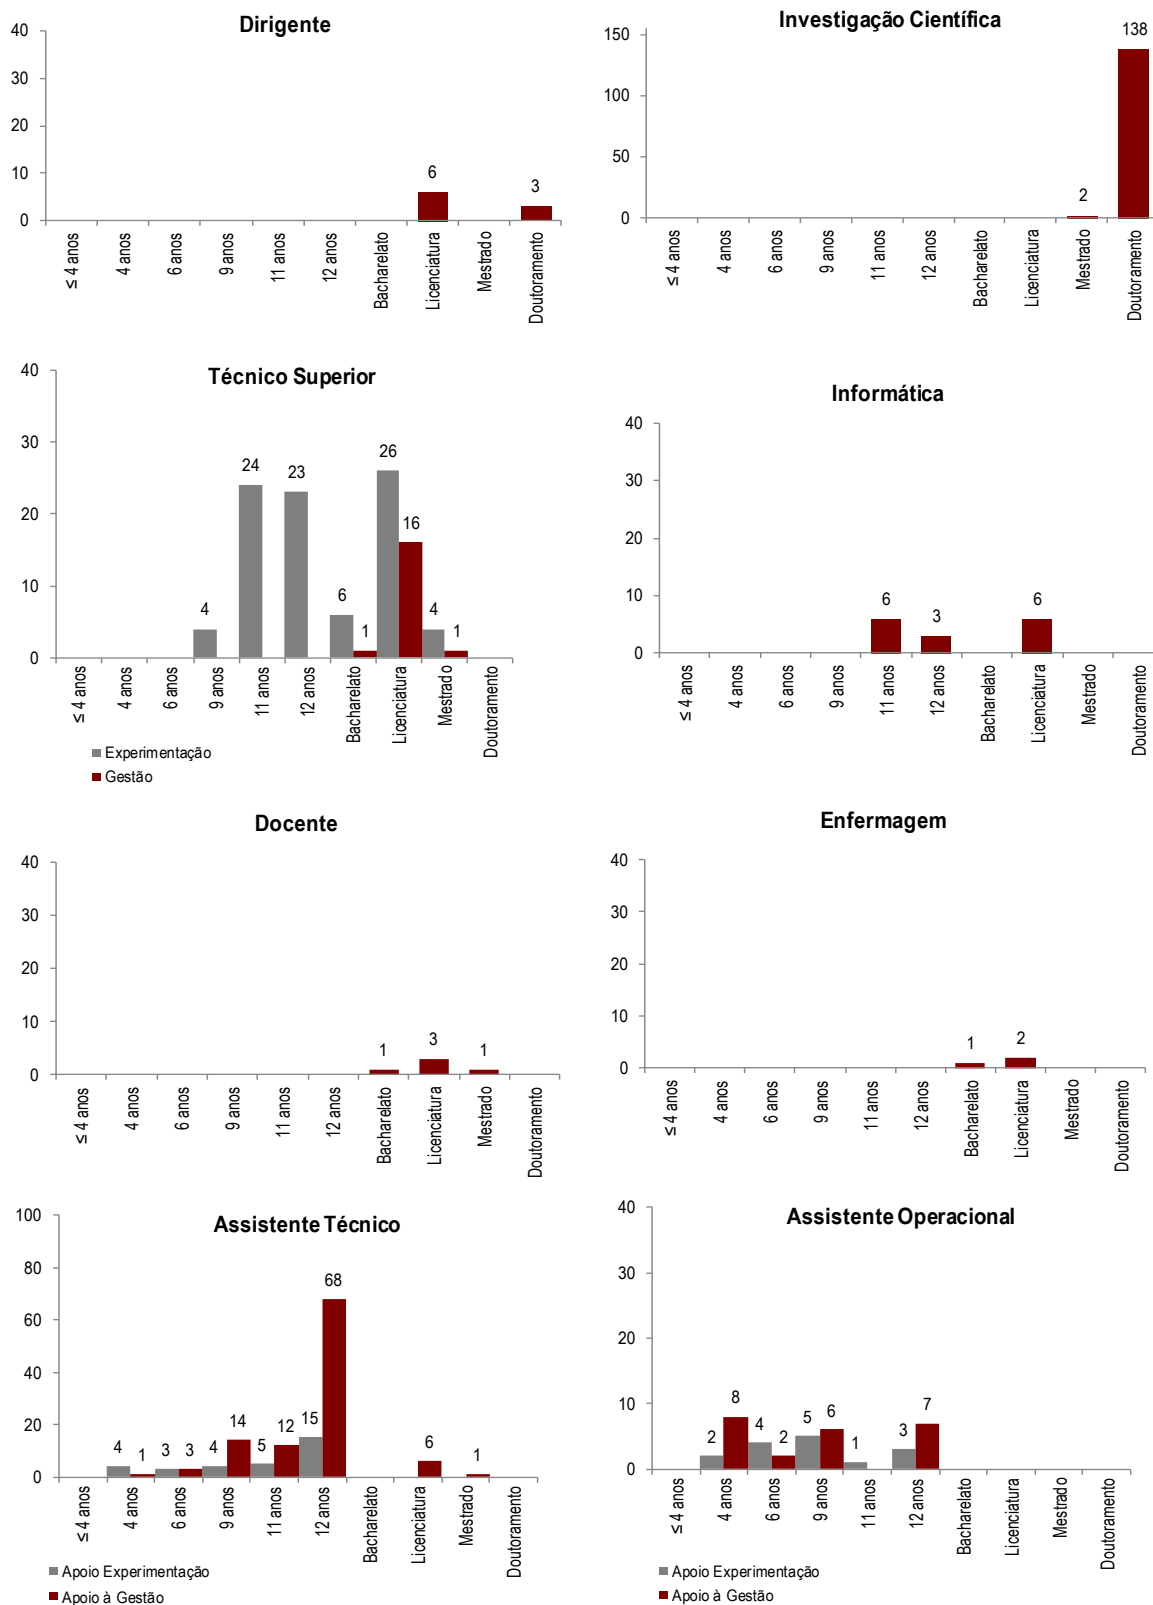 Dirigente
40
30
20
10
0
6
3
≤ 4 anos
4 anos
6 anos
9 anos
11 anos
12 anos
Bacharelato
Licenciatura
Mestrado
Doutoramento
Investigação Científica
150
100
50
0
2
138
≤ 4 anos
4 anos
6 anos
9 anos
11 anos
12 anos
Bacharelato
Licenciatura
Mestrado
Doutoramento
Técnico Superior
40
30
20
10
0
4
24
23
6
1
26
16
4
1
≤ 4 anos
4 anos
6 anos
9 anos
11 anos
12 anos
Bacharelato
Licenciatura
Mestrado
Doutoramento
Experimentação
Gestão
Informática
40
30
20
10
0
6
3
6
≤ 4 anos
4 anos
6 anos
9 anos
11 anos
12 anos
Bacharelato
Licenciatura
Mestrado
Doutoramento
Docente
40
30
20
10
0
1
3
1
≤ 4 anos
4 anos
6 anos
9 anos
11 anos
12 anos
Bacharelato
Licenciatura
Mestrado
Doutoramento
Enfermagem
40
30
20
10
0
1
2
≤ 4 anos
4 anos
6 anos
9 anos
11 anos
12 anos
Bacharelato
Licenciatura
Mestrado
Doutoramento
Assistente Técnico
100
80
60
40
20
0
4
1
3
3
4
14
5
12
15
68
6
1
≤ 4 anos
4 anos
6 anos
9 anos
11 anos
12 anos
Bacharelato
Licenciatura
Mestrado
Doutoramento
Apoio Experimentação
Apoio à Gestão
Assistente Operacional
40
30
20
10
0
2
8
4
2
5
6
1
3
7
≤ 4 anos
4 anos
6 anos
9 anos
11 anos
12 anos
Bacharelato
Licenciatura
Mestrado
Doutoramento
Apoio Experimentação
Apoio à Gestão